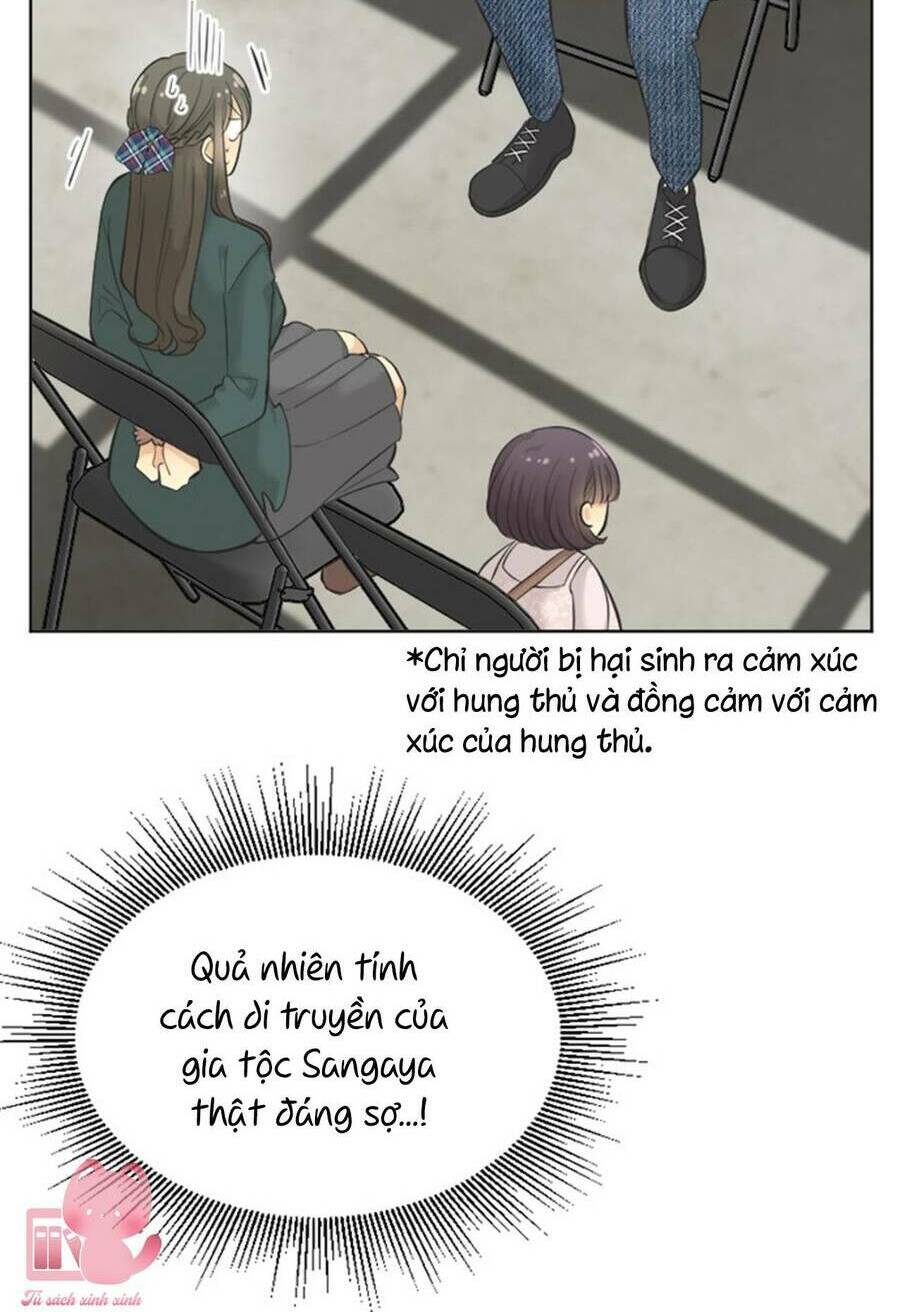 *Chỉ người bị hại sinh ra cảm xúc
với hung thủ và đồng cảm với cảm
xúc của hung thủ.
Quả nhiên tính
cách di truyền của
gia tộc Sangaya
thật đáng sợ...!
Tủ sách xinh xinh